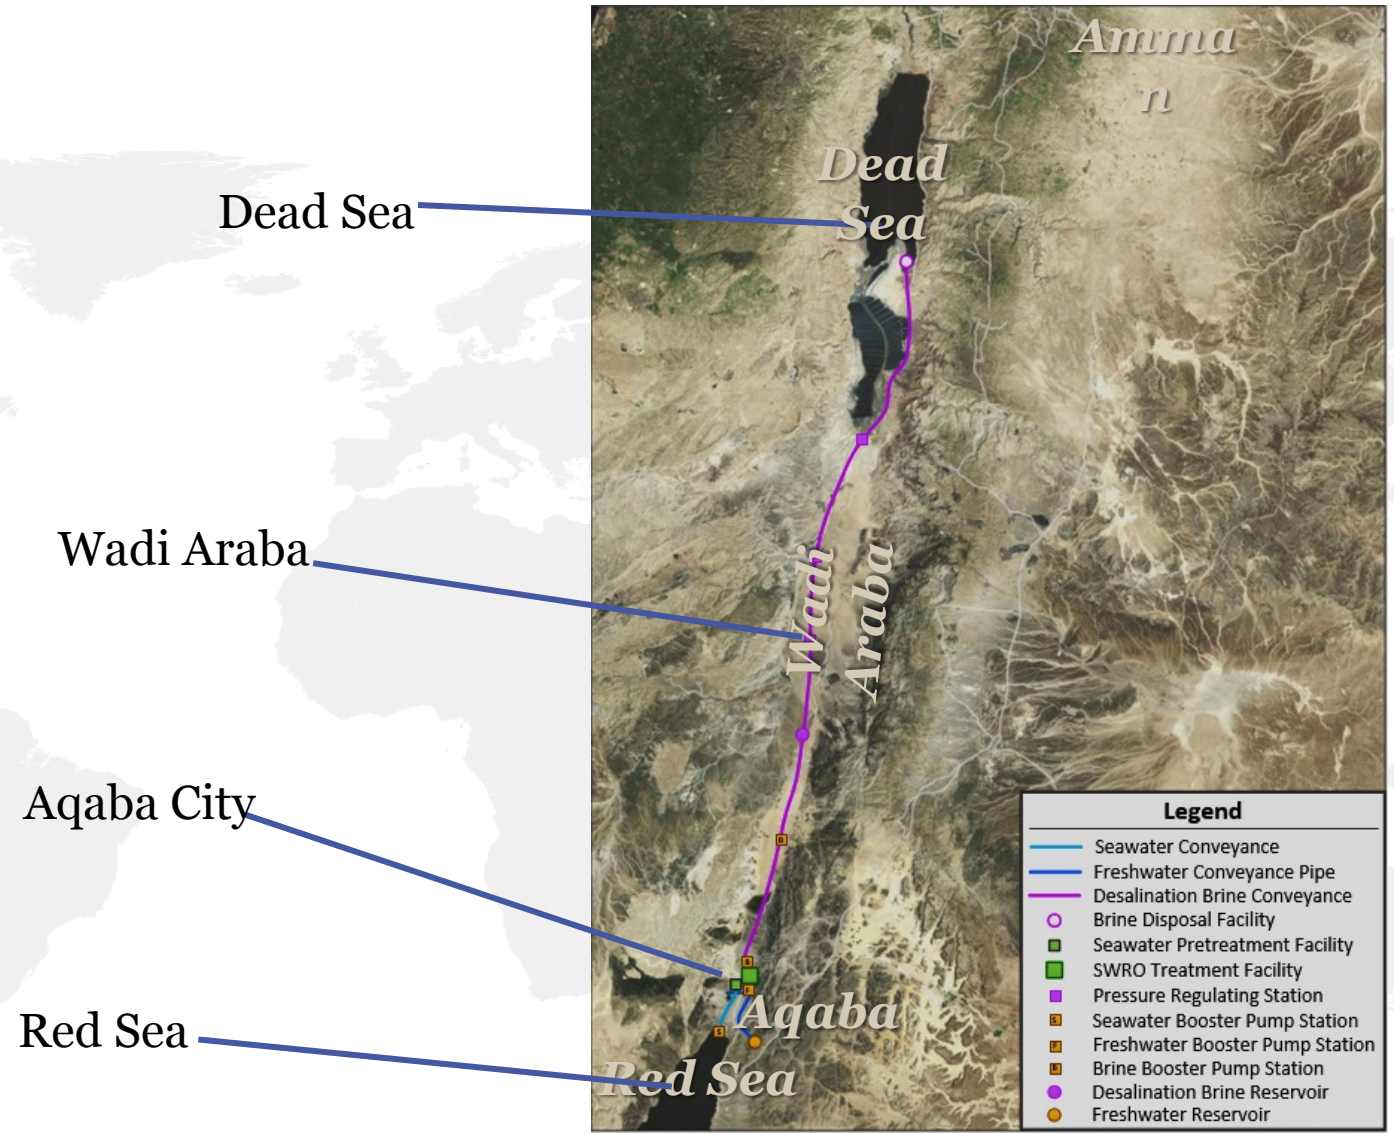 Amma
n
Dead
Sea
Dead Sea
Wadi Araba
Wadi
Araba
Aqaba City
Red Sea
Aqaba
Red Sea
B
B
F
S
Legend
Seawater Conveyance
Freshwater Conveyance Pipe
Desalination Brine Conveyance
Brine Disposal Facility
Seawater Pretreatment Facility
SWRO Treatment Facility
Pressure Regulating Station
S Seawater Booster Pump Station
F Freshwater Booster Pump Station
B Brine Booster Pump Station
Desalination Brine Reservoir
Freshwater Reservoir